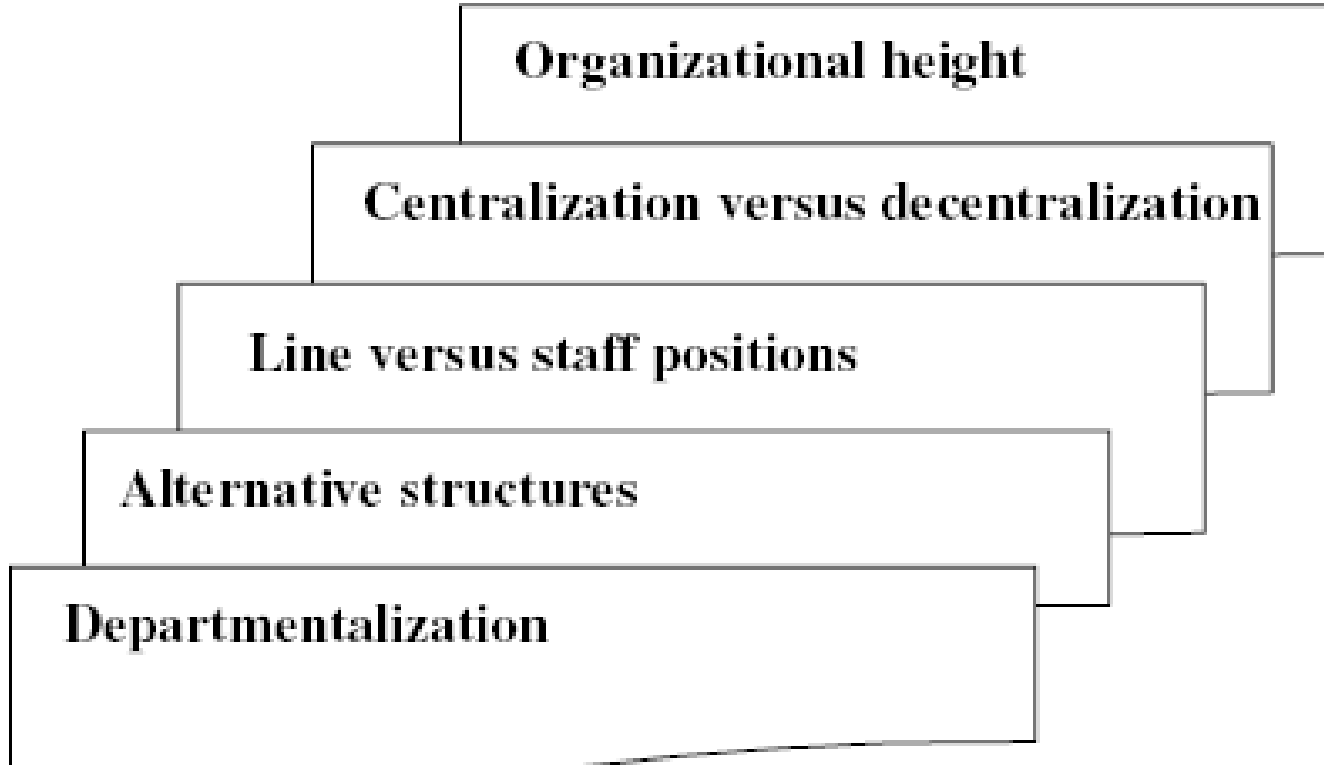 Organizational height
Centralization versus decentralization
Line versus staff positions
Alternative structures
Departmentalization